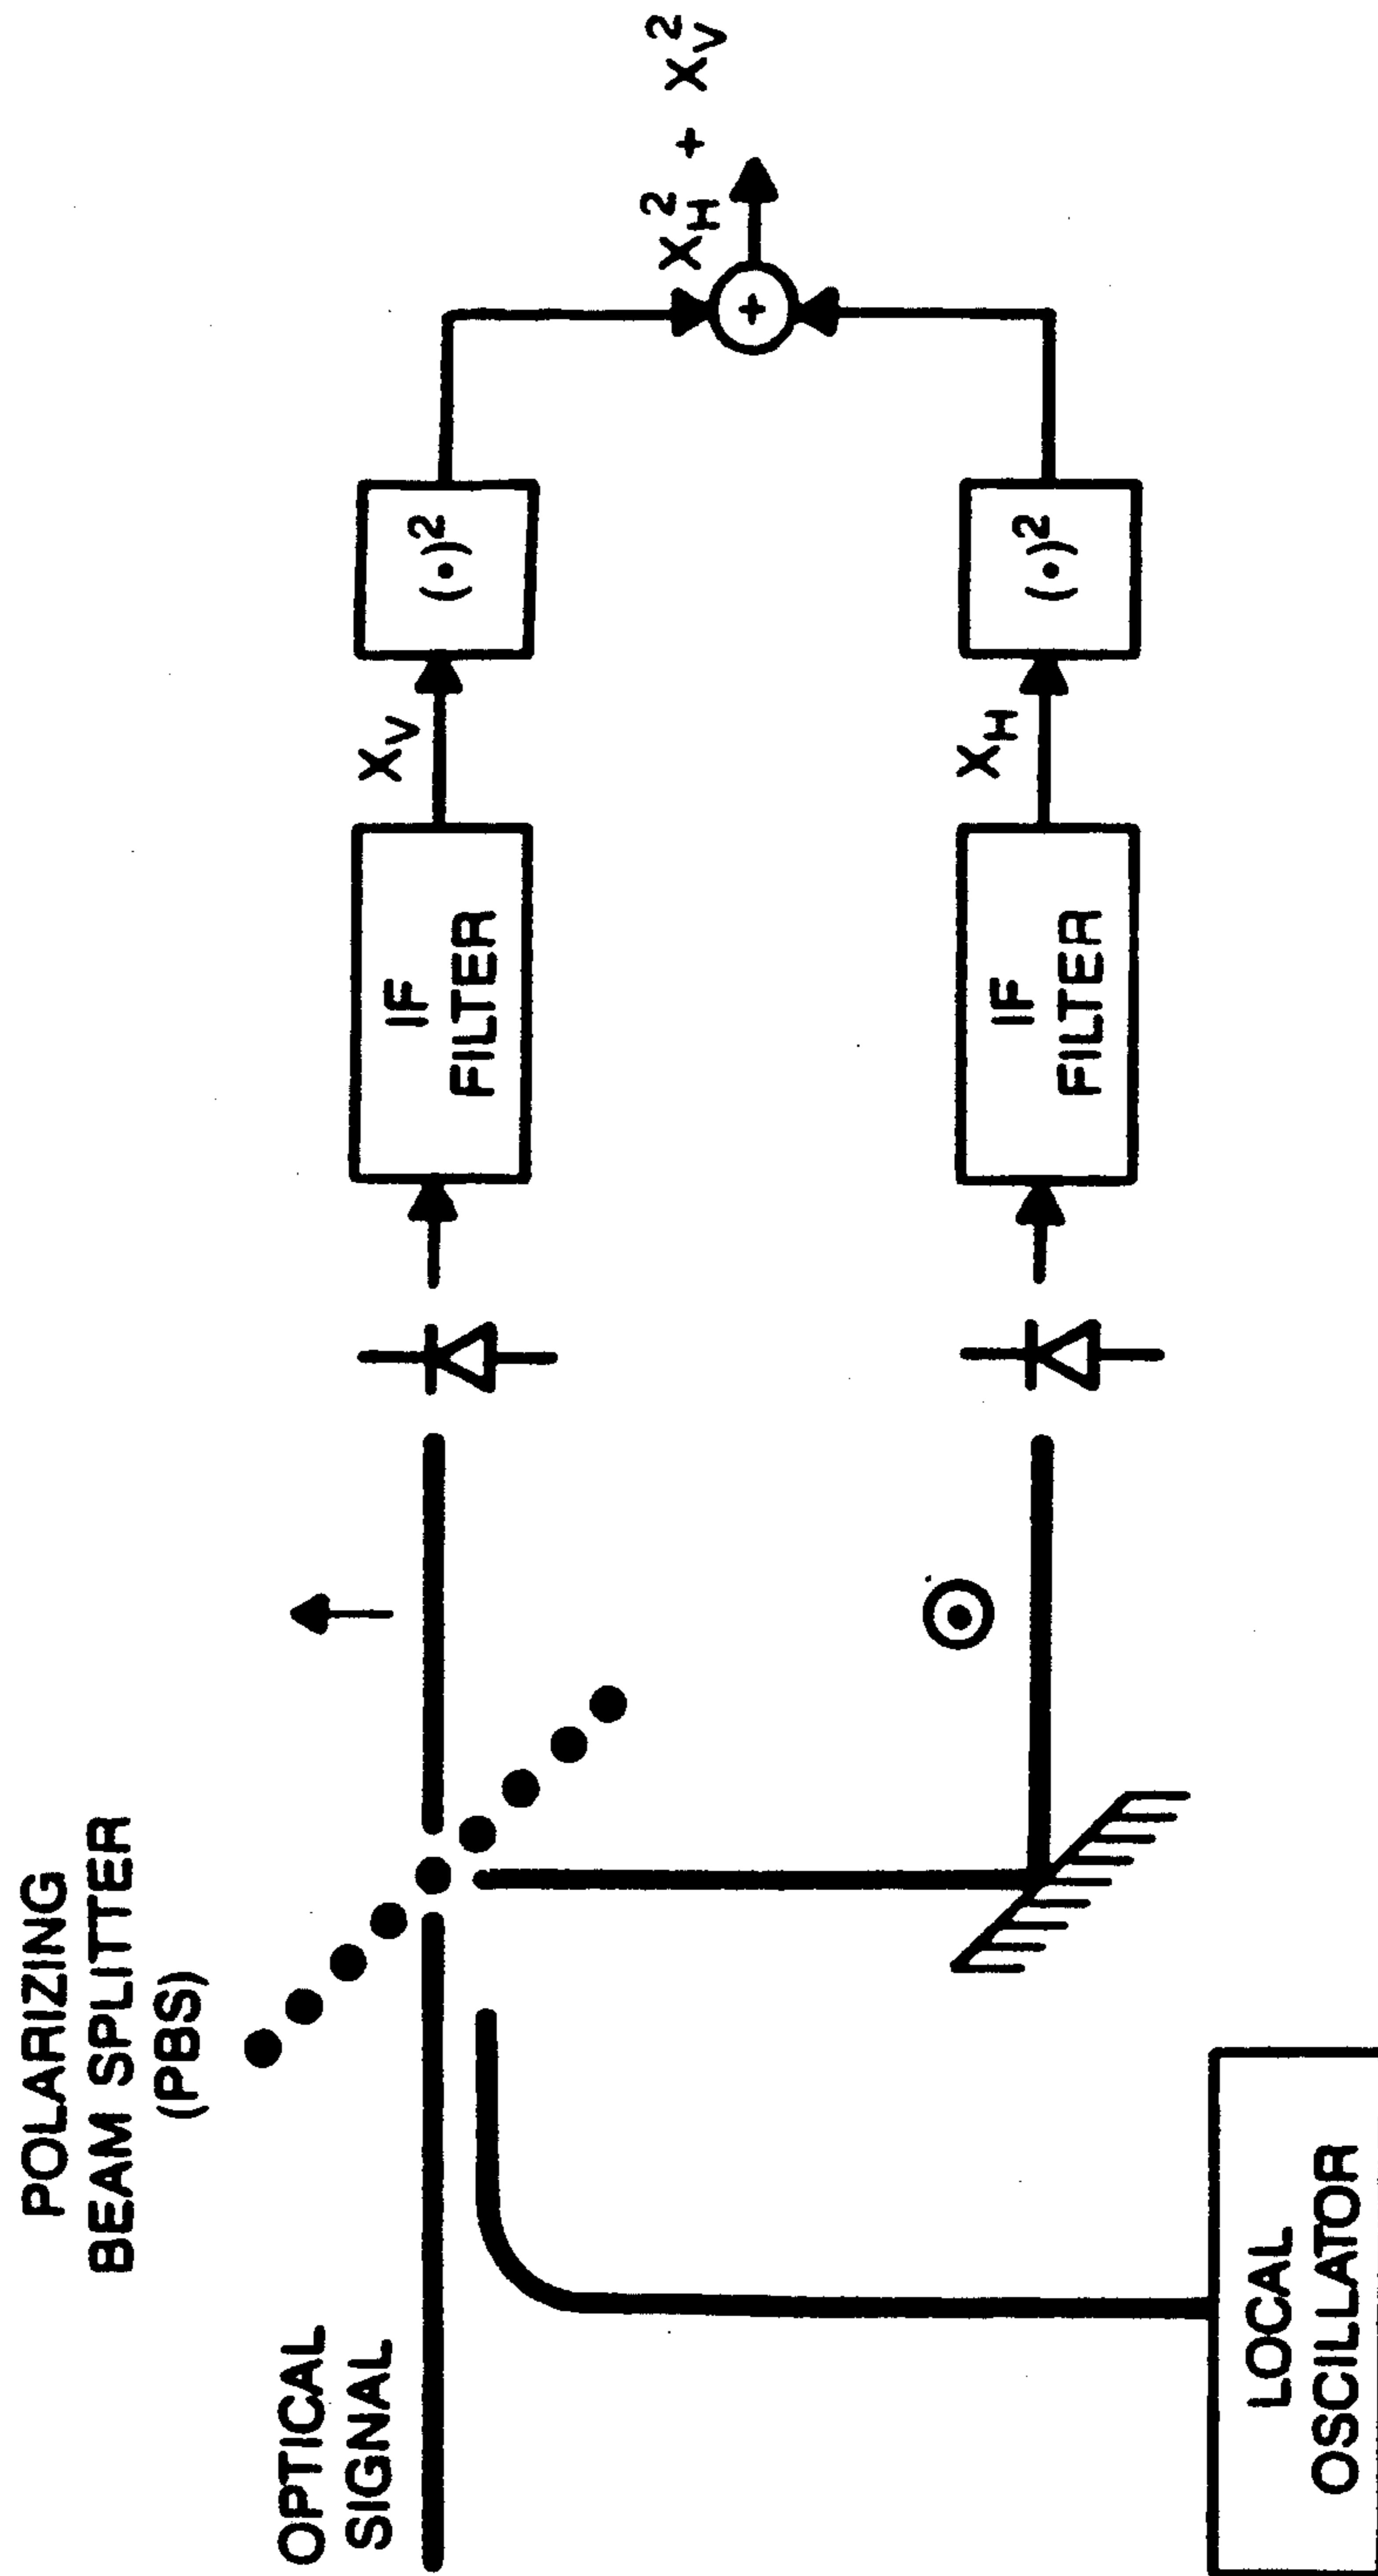 POLARIZING
BEAM SPLITTER
(PBS)
OPTICAL
SIGNAL
LOCAL
OSCILLATOR
IF
FILTER
X_V
(•)²
IF
FILTER
X_H
(•)²
+
X_H² + X_V²